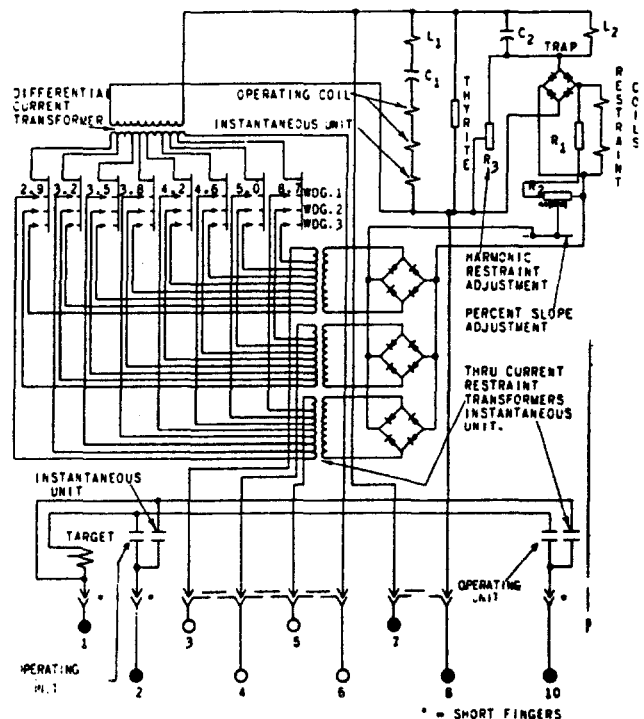 L1
C2
L2
TRAP
C1
DIFFERENTIAL
CURRENT
TRANSFORMER
OPERATING COIL
INSTANTANEOUS UNIT
THYRITE
R3
R1
R2
RESTRAINT
COILS
2.9 3.2 3.5 3.8 4.2 4.6 5.0 8.7
WDG.1
WDG.2
WDG.3
HARMONIC
RESTRAINT
ADJUSTMENT
PERCENT SLOPE
ADJUSTMENT
THRU CURRENT
RESTRAINT
TRANSFORMERS
INSTANTANEOUS
UNIT.
INSTANTANEOUS
UNIT
TARGET
OPERATING
UNIT
* * *
1 3 5 7
OPERATING
2 4 6 8 10
* = SHORT FINGERS